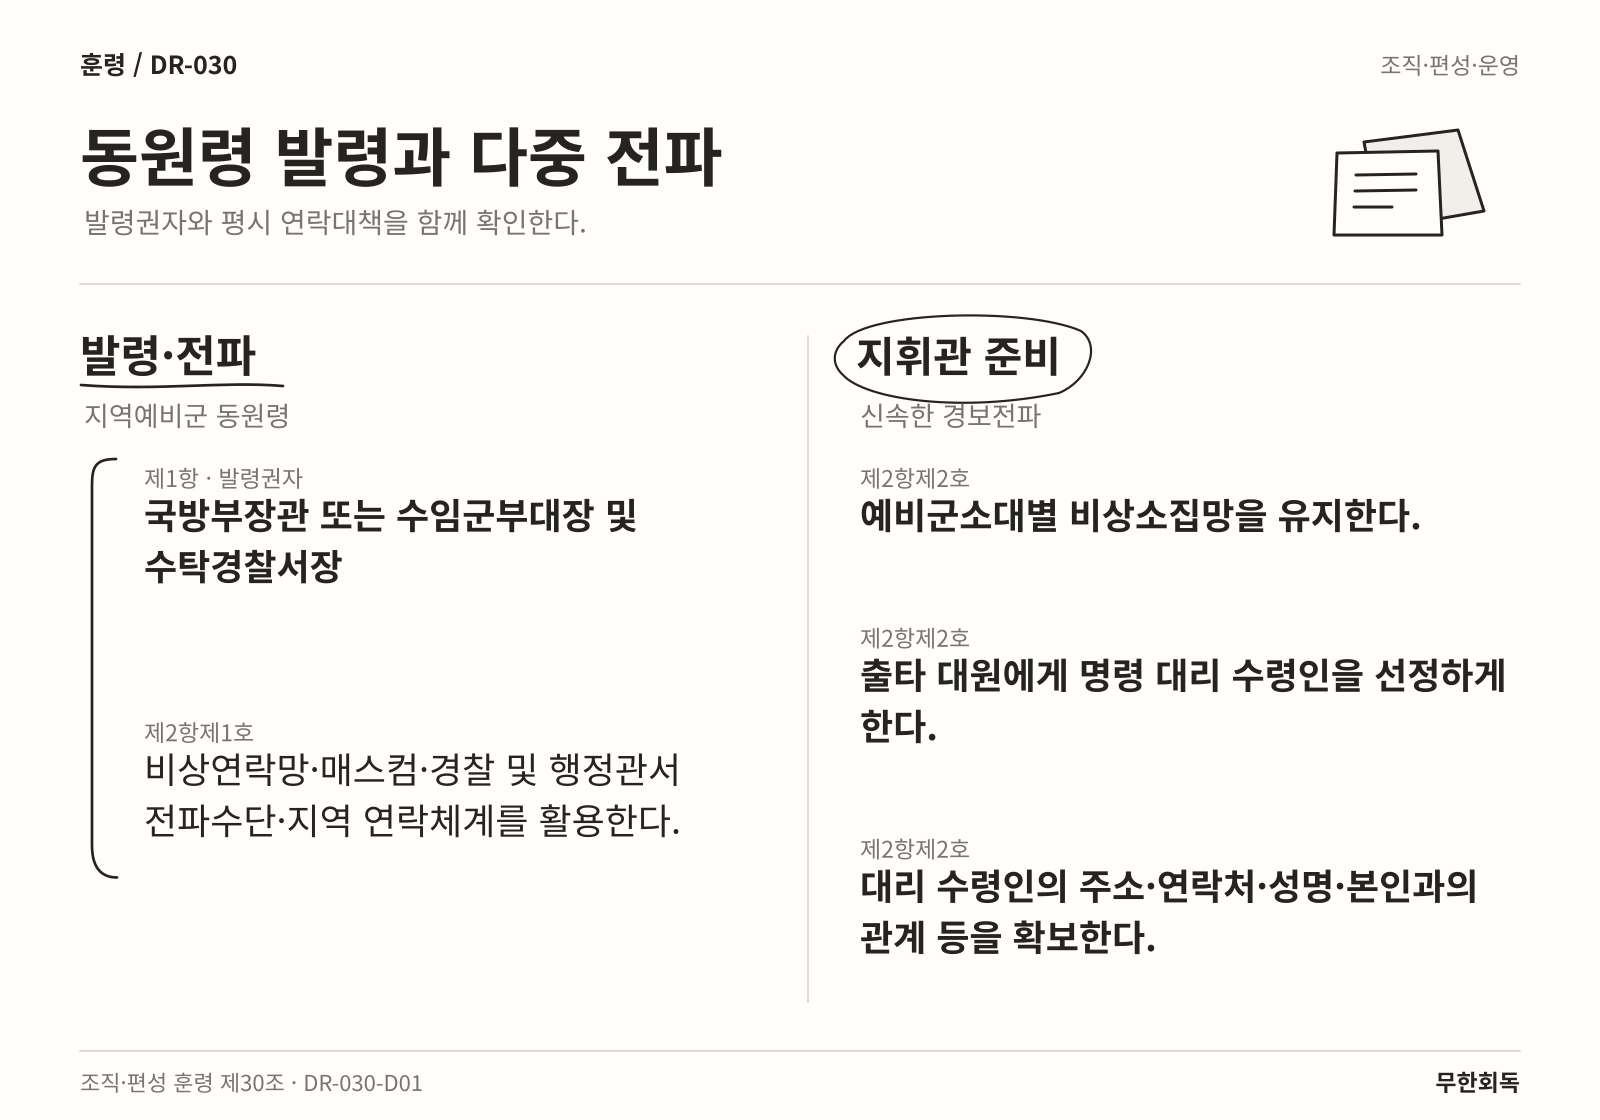 훈령 / DR-030
조직·편성·운영
동원령 발령과 다중 전파
발령권자와 평시 연락대책을 함께 확인한다.
발령·전파
지역예비군 동원령
제1항 · 발령권자
국방부장관 또는 수임군부대장 및
수탁경찰서장
제2항제1호
비상연락망·매스컴·경찰 및 행정관서
전파수단·지역 연락체계를 활용한다.
지휘관 준비
신속한 경보전파
제2항제2호
예비군소대별 비상소집망을 유지한다.
제2항제2호
출타 대원에게 명령 대리 수령인을 선정하게
한다.
제2항제2호
대리 수령인의 주소·연락처·성명·본인과의
관계 등을 확보한다.
조직·편성 훈령 제30조 · DR-030-D01
무한회독